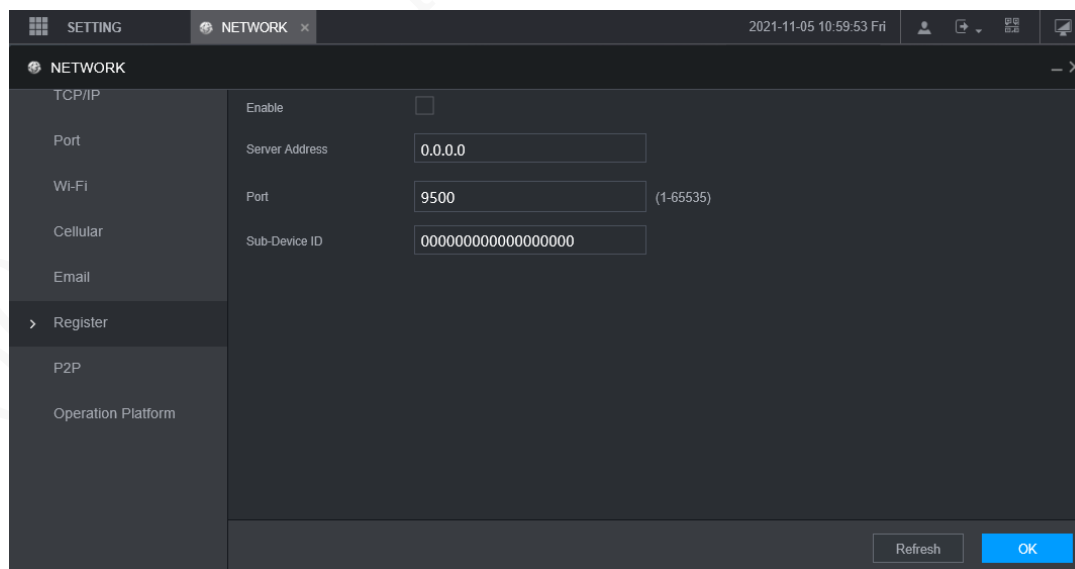 SETTING
NETWORK ×
2021-11-05 10:59:53 Fri
NETWORK
TCP/IP
Port
Wi-Fi
Cellular
Email
Register
P2P
Operation Platform
Enable
Server Address 0.0.0.0
Port 9500 (1-65535)
Sub-Device ID 000000000000000000
Refresh OK